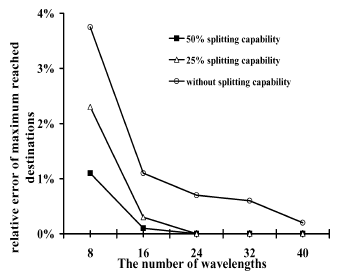 4%
3%
2%
1%
0%
relative error of maximum reached
destinations
50% splitting capability
25% splitting capability
without splitting capability
8 16 24 32 40
The number of wavelengths